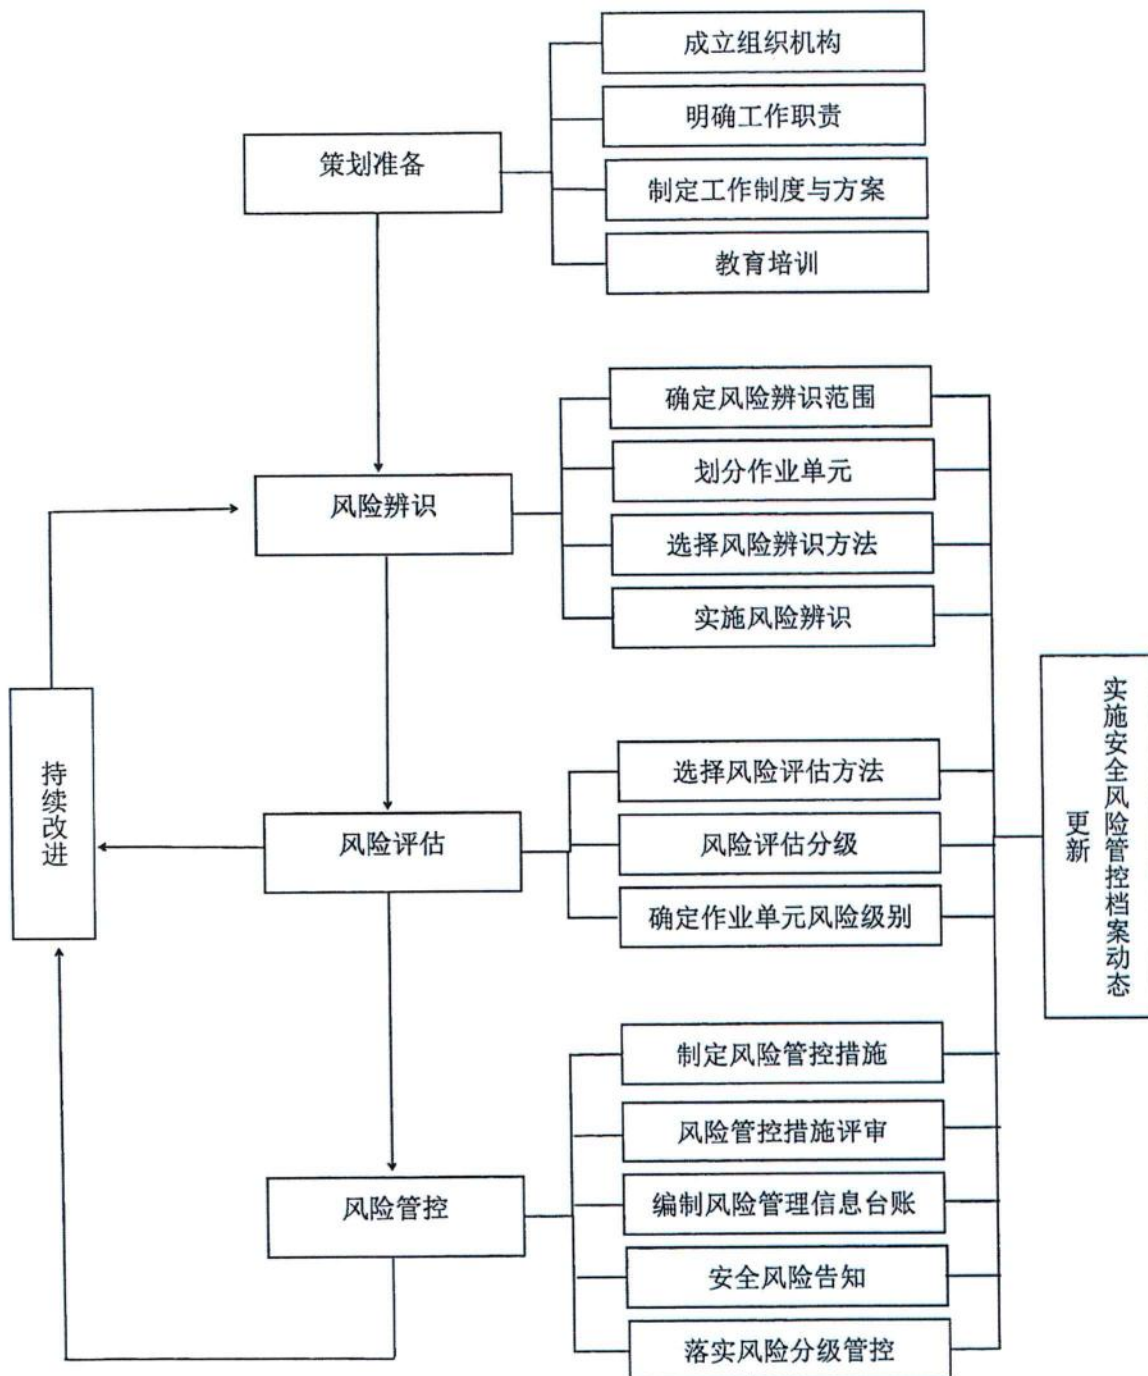 成立组织机构
明确工作职责
策划准备
制定工作制度与方案
教育培训
确定风险辨识范围
划分作业单元
风险辨识
选择风险辨识方法
实施风险辨识
实施安全风险管控档案动态
更新
持续改进
选择风险评估方法
风险评估
风险评估分级
确定作业单元风险级别
制定风险管控措施
风险管控措施评审
风险管控
编制风险管理信息台账
安全风险告知
落实风险分级管控